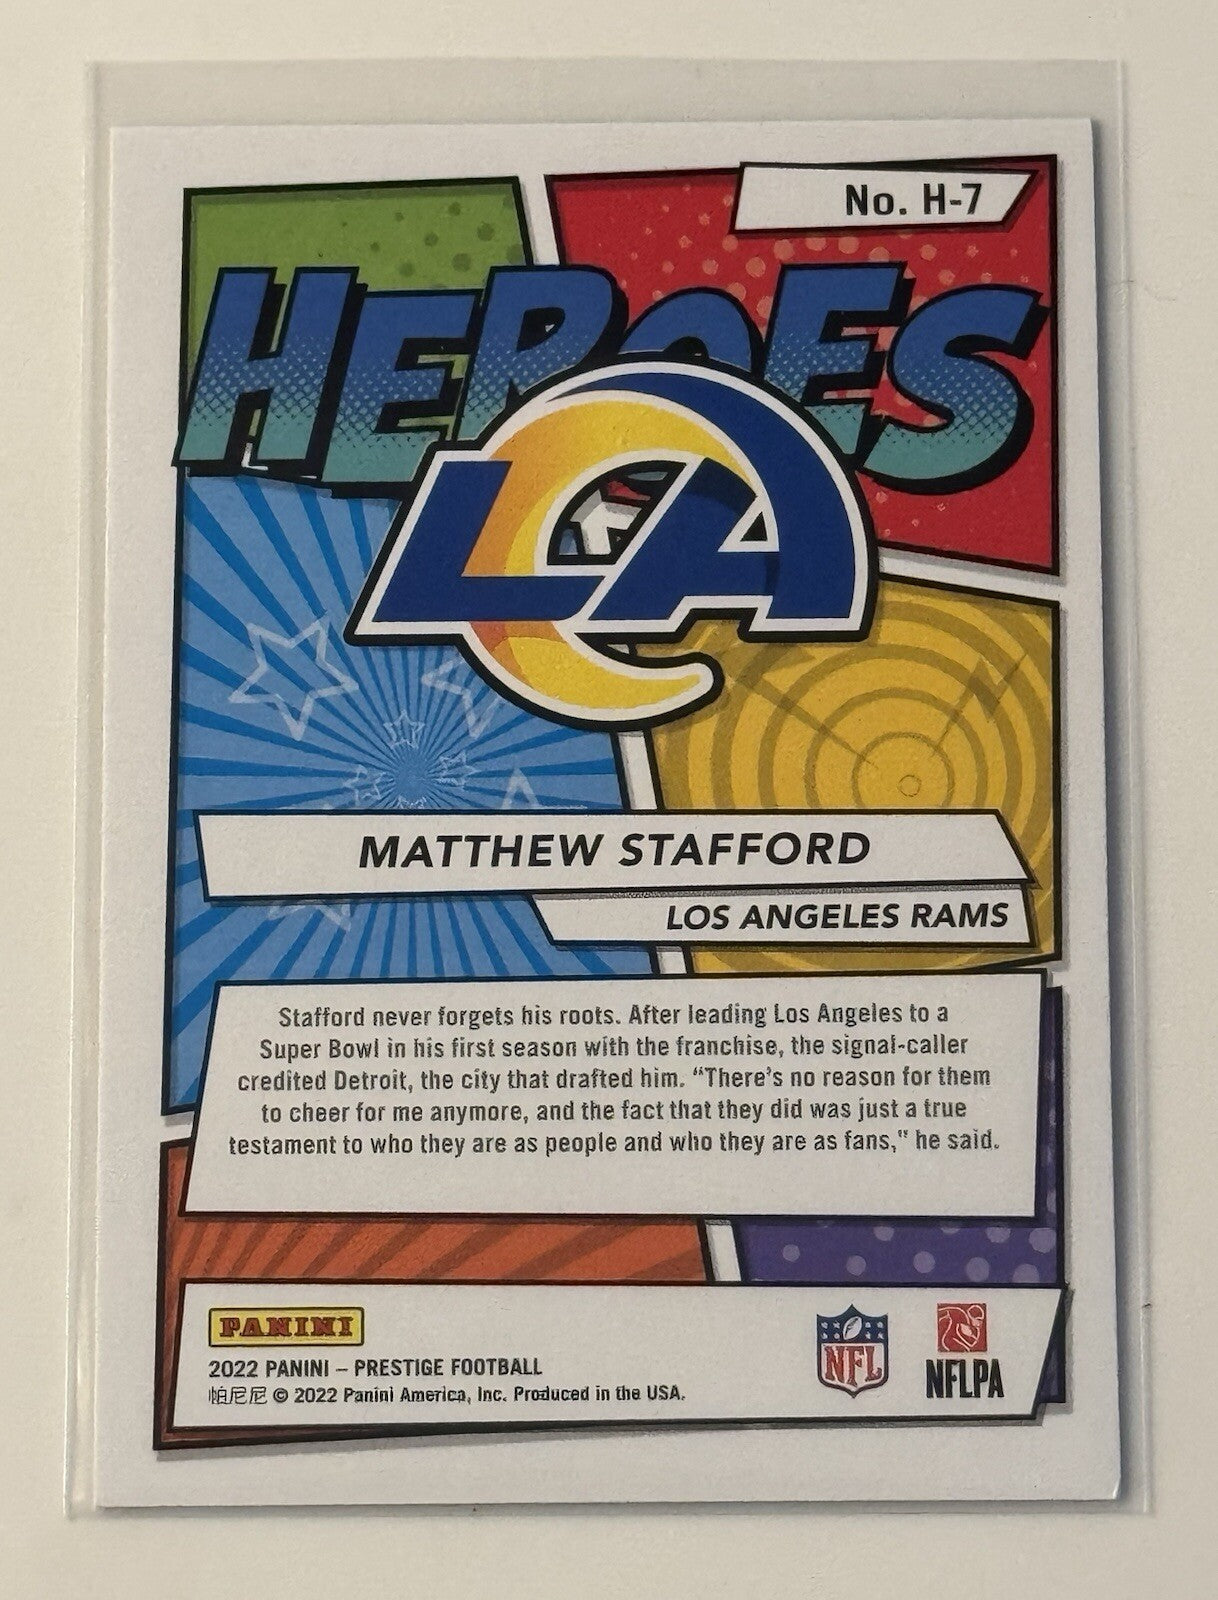 No. H-7
HEROES
LA
MATTHEW STAFFORD
LOS ANGELES RAMS
Stafford never forgets his roots. After leading Los Angeles to a
Super Bowl in his first season with the franchise, the signal-caller
credited Detroit, the city that drafted him. “There’s no reason for them
to cheer for me anymore, and the fact that they did was just a true
testament to who they are as people and who they are as fans,” he said.
PANINI
2022 PANINI – PRESTIGE FOOTBALL
帕尼尼 © 2022 Panini America, Inc. Produced in the USA.
NFL
NFLPA